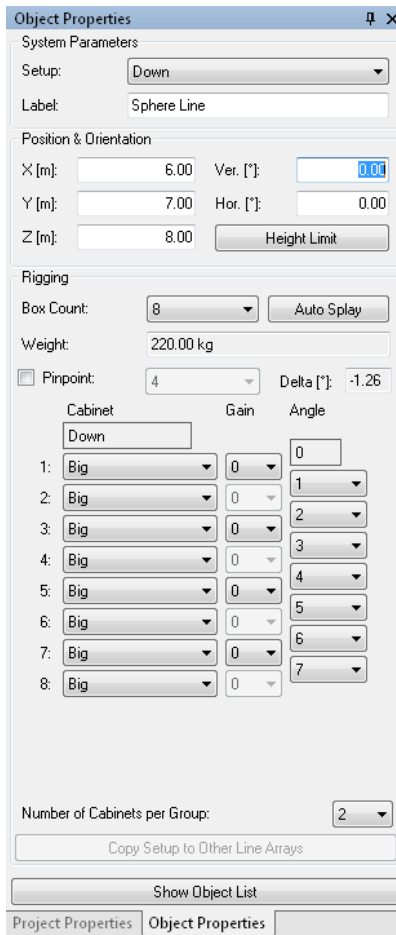 Object Properties
System Parameters
Setup: Down
Label: Sphere Line
Position & Orientation
X [m]: 6.00 Ver. [°]: 0.00
Y [m]: 7.00 Hor. [°]: 0.00
Z [m]: 8.00 Height Limit
Rigging
Box Count: 8 Auto Splay
Weight: 220.00 kg
Pinpoint: 4 Delta [°]: -1.26
Cabinet Gain Angle
Down
0
1: Big 0
1
2: Big 0
2
3: Big 0
3
4: Big 0
4
5: Big 0
5
6: Big 0
6
7: Big 0
7
8: Big 0
Number of Cabinets per Group: 2
Copy Setup to Other Line Arrays
Show Object List
Project Properties Object Properties